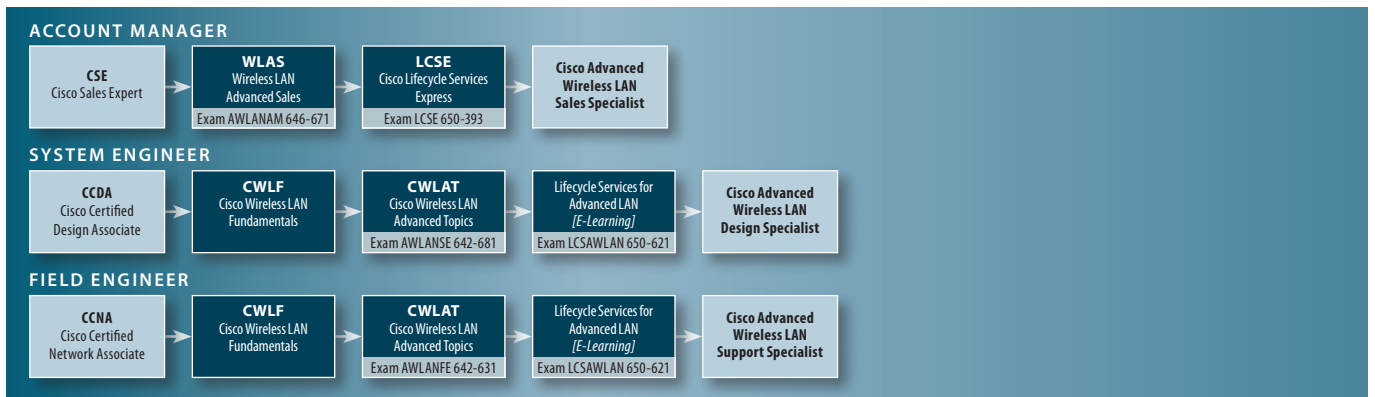 ACCOUNT MANAGER
CSE
Cisco Sales Expert
WLAS
Wireless LAN
Advanced Sales
Exam AWLANAM 646-671
LCSE
Cisco Lifecycle Services
Express
Exam LCSE 650-393
Cisco Advanced
Wireless LAN
Sales Specialist
SYSTEM ENGINEER
CCDA
Cisco Certified
Design Associate
CWLF
Cisco Wireless LAN
Fundamentals
CWLAT
Cisco Wireless LAN
Advanced Topics
Exam AWLANSE 642-681
Lifecycle Services for
Advanced LAN
[E-Learning]
Exam LCSAWLAN 650-621
Cisco Advanced
Wireless LAN
Design Specialist
FIELD ENGINEER
CCNA
Cisco Certified
Network Associate
CWLF
Cisco Wireless LAN
Fundamentals
CWLAT
Cisco Wireless LAN
Advanced Topics
Exam AWLANFE 642-631
Lifecycle Services for
Advanced LAN
[E-Learning]
Exam LCSAWLAN 650-621
Cisco Advanced
Wireless LAN
Support Specialist